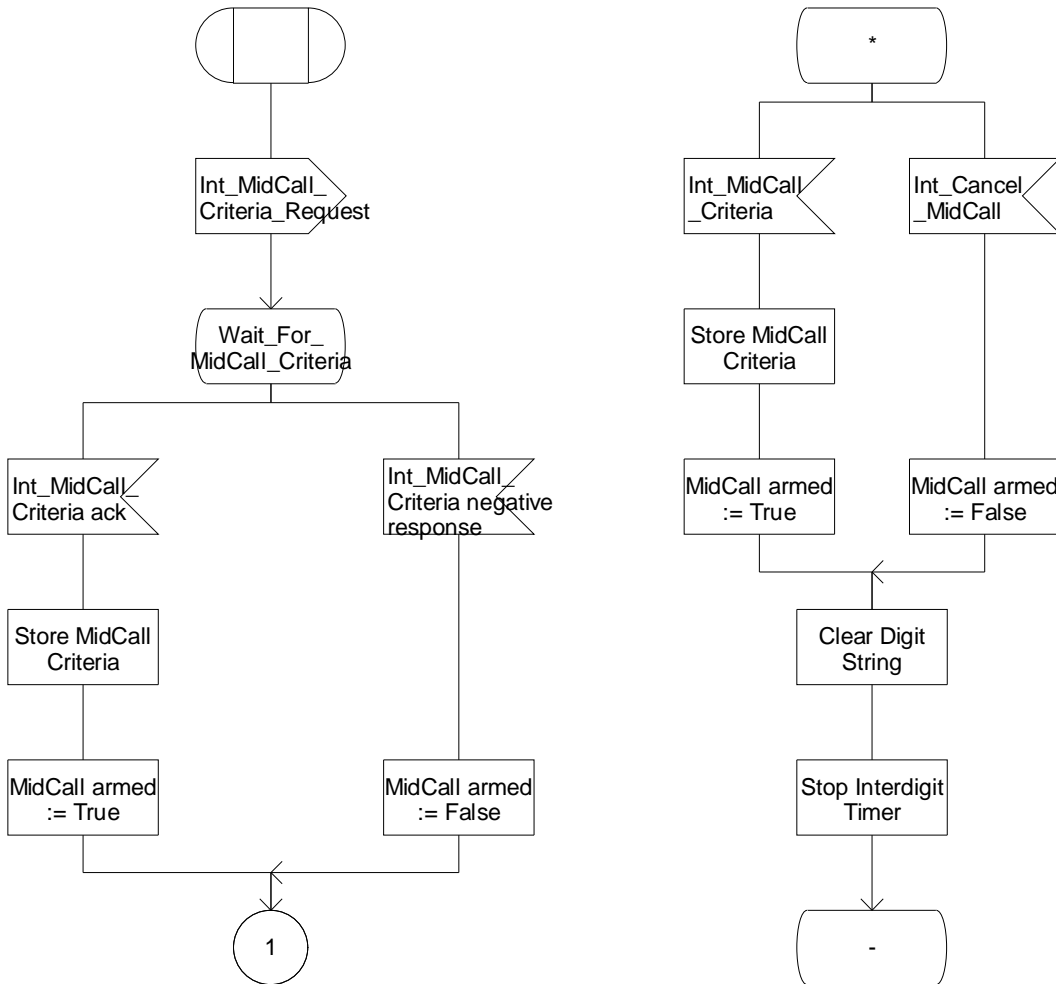 Int_MidCall_
Criteria_Request
Wait_For_
MidCall_Criteria
Int_MidCall_
Criteria ack
Int_MidCall_
Criteria negative
response
Store MidCall
Criteria
MidCall armed
:= True
MidCall armed
:= False
1
*
Int_MidCall
_Criteria
Int_Cancel
_MidCall
Store MidCall
Criteria
MidCall armed
:= True
MidCall armed
:= False
Clear Digit
String
Stop Interdigit
Timer
-